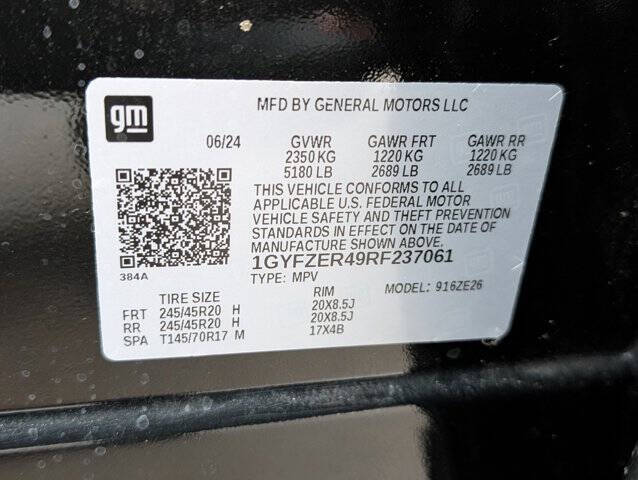 gm
MFD BY GENERAL MOTORS LLC
06/24 GVWR GAWR FRT GAWR RR
2350 KG 1220 KG 1220 KG
5180 LB 2689 LB 2689 LB
THIS VEHICLE CONFORMS TO ALL
APPLICABLE U.S. FEDERAL MOTOR
VEHICLE SAFETY AND THEFT PREVENTION
STANDARDS IN EFFECT ON THE DATE OF
MANUFACTURE SHOWN ABOVE.
1GYFZER49RF237061
384A
TYPE: MPV MODEL: 916ZE26
TIRE SIZE RIM
FRT 245/45R20 H 20X8.5J
RR 245/45R20 H 20X8.5J
SPA T145/70R17 M 17X4B